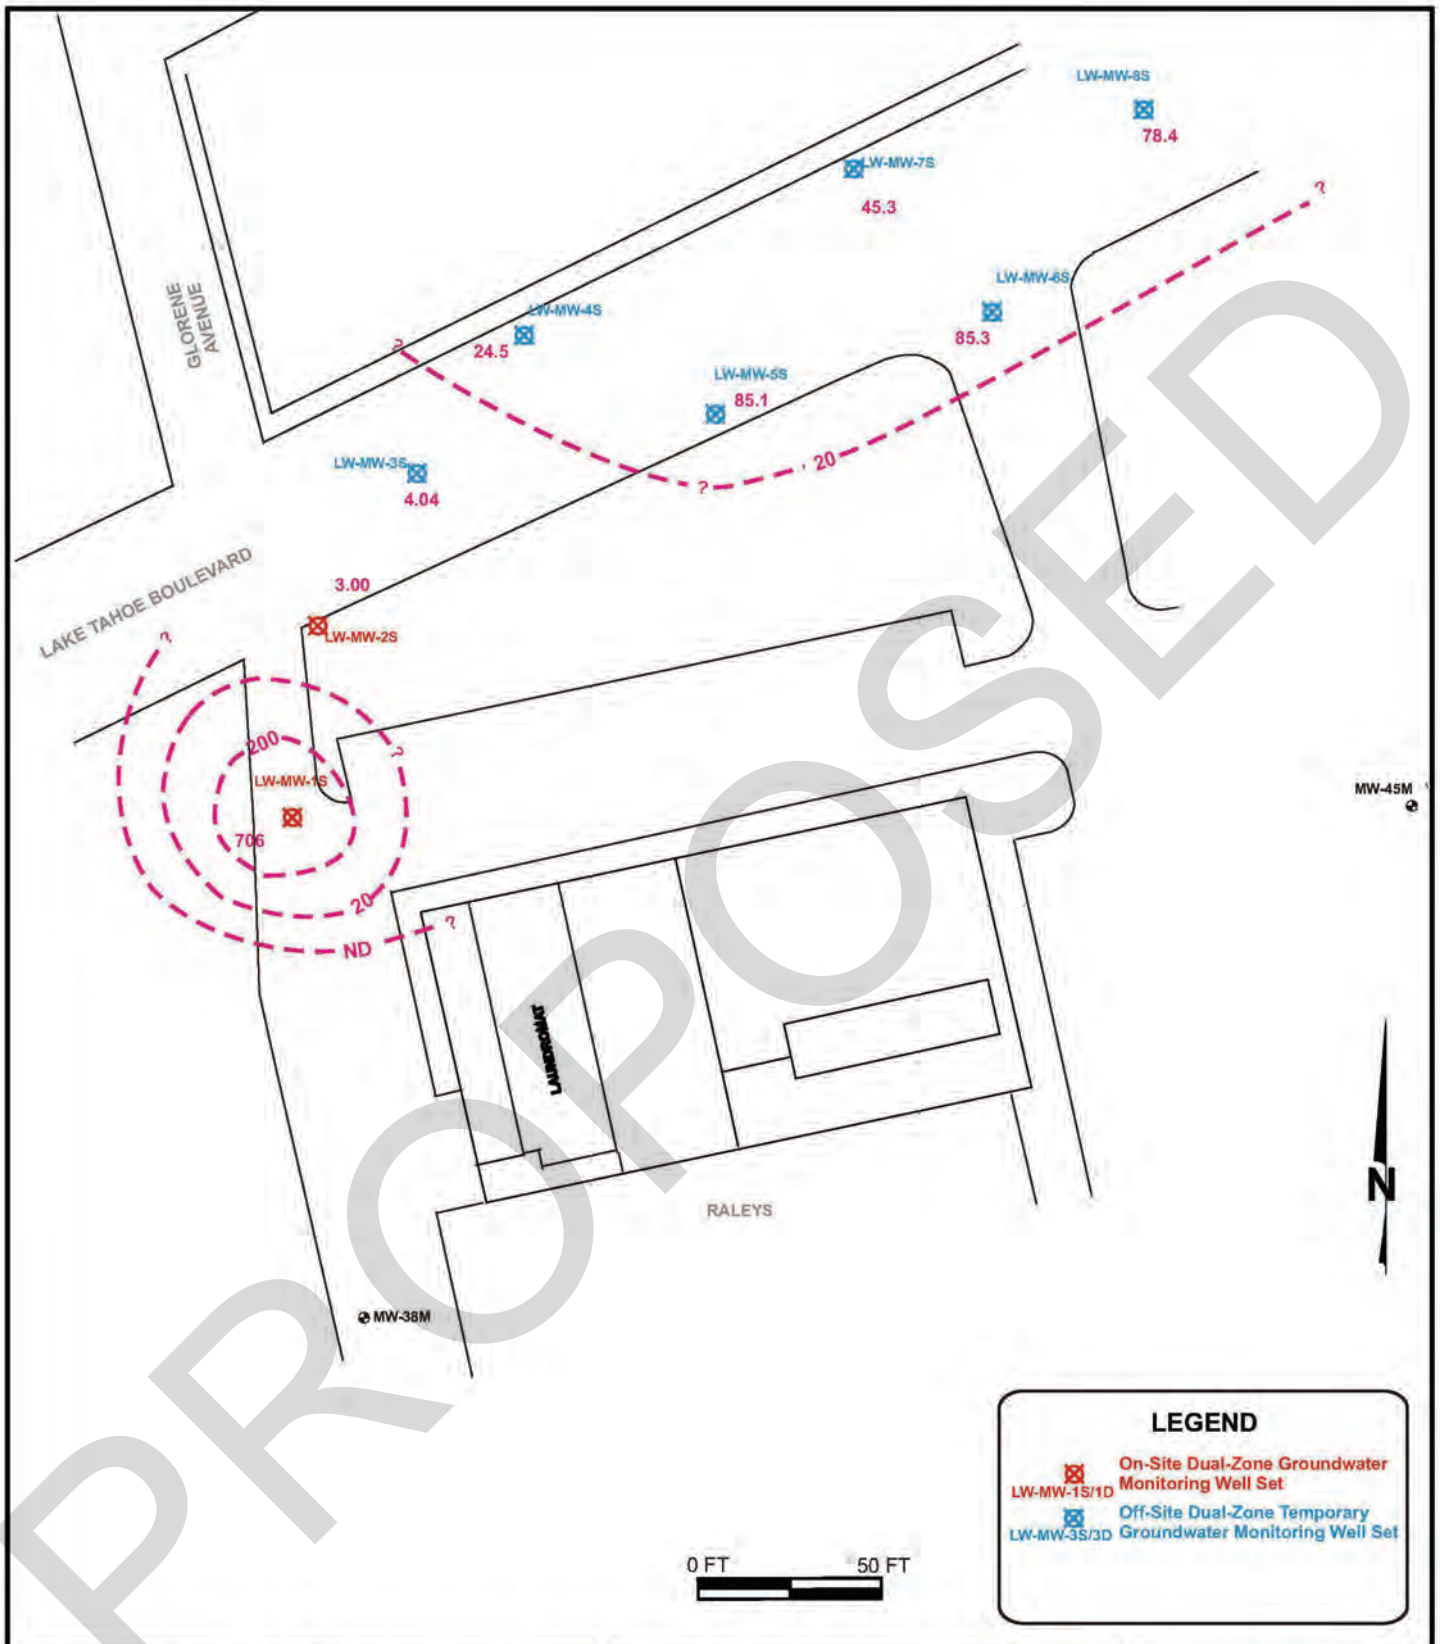 LW-MW-8S
78.4
LW-MW-7S
45.3
?
LW-MW-6S
85.3
GLORENE
AVENUE
LW-MW-4S
24.5
?
LW-MW-5S
85.1
20
?
LW-MW-3S
4.04
LAKE TAHOE BOULEVARD
3.00
LW-MW-2S
?
200
?
LW-MW-1S
706
20
?
ND
MW-45M
LAUNDROMAT
RALEYS
N
MW-38M
PROPOSED
LEGEND
LW-MW-1S/1D
On-Site Dual-Zone Groundwater
Monitoring Well Set
LW-MW-3S/3D
Off-Site Dual-Zone Temporary
Groundwater Monitoring Well Set
0 FT
50 FT